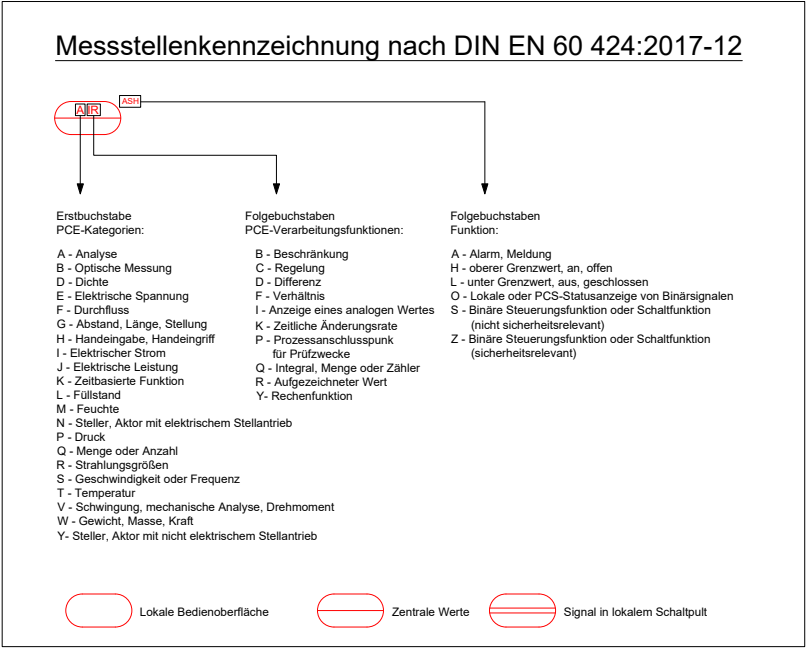 Messstellenkennzeichnung nach DIN EN 60 424:2017-12
A IR ASH
Erstbuchstabe
PCE-Kategorien:
A - Analyse
B - Optische Messung
D - Dichte
E - Elektrische Spannung
F - Durchfluss
G - Abstand, Länge, Stellung
H - Handeingabe, Handeingriff
I - Elektrischer Strom
J - Elektrische Leistung
K - Zeitbasierte Funktion
L - Füllstand
M - Feuchte
N - Steller, Aktor mit elektrischem Stellantrieb
P - Druck
Q - Menge oder Anzahl
R - Strahlungsgrößen
S - Geschwindigkeit oder Frequenz
T - Temperatur
V - Schwingung, mechanische Analyse, Drehmoment
W - Gewicht, Masse, Kraft
Y- Steller, Aktor mit nicht elektrischem Stellantrieb
Folgebuchstaben
PCE-Verarbeitungsfunktionen:
B - Beschränkung
C - Regelung
D - Differenz
F - Verhältnis
I - Anzeige eines analogen Wertes
K - Zeitliche Änderungsrate
P - Prozessanschlusspunk
für Prüfzwecke
Q - Integral, Menge oder Zähler
R - Aufgezeichneter Wert
Y- Rechenfunktion
Folgebuchstaben
Funktion:
A - Alarm, Meldung
H - oberer Grenzwert, an, offen
L - unter Grenzwert, aus, geschlossen
O - Lokale oder PCS-Statusanzeige von Binärsignalen
S - Binäre Steuerungsfunktion oder Schaltfunktion
(nicht sicherheitsrelevant)
Z - Binäre Steuerungsfunktion oder Schaltfunktion
(sicherheitsrelevant)
Lokale Bedienoberfläche
Zentrale Werte
Signal in lokalem Schaltpult